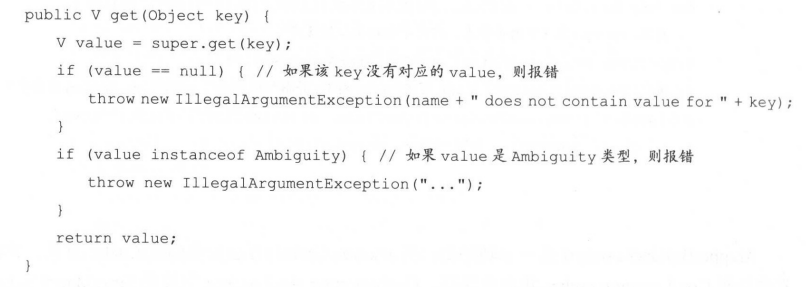 public V get(Object key) {
V value = super.get(key);
if (value == null) { // 如果该 key 没有对应的 value，则报错
throw new IllegalArgumentException(name + " does not contain value for " + key);
}
if (value instanceof Ambiguity) { // 如果 value 是 Ambiguity 类型，则报错
throw new IllegalArgumentException("...");
}
return value;
}